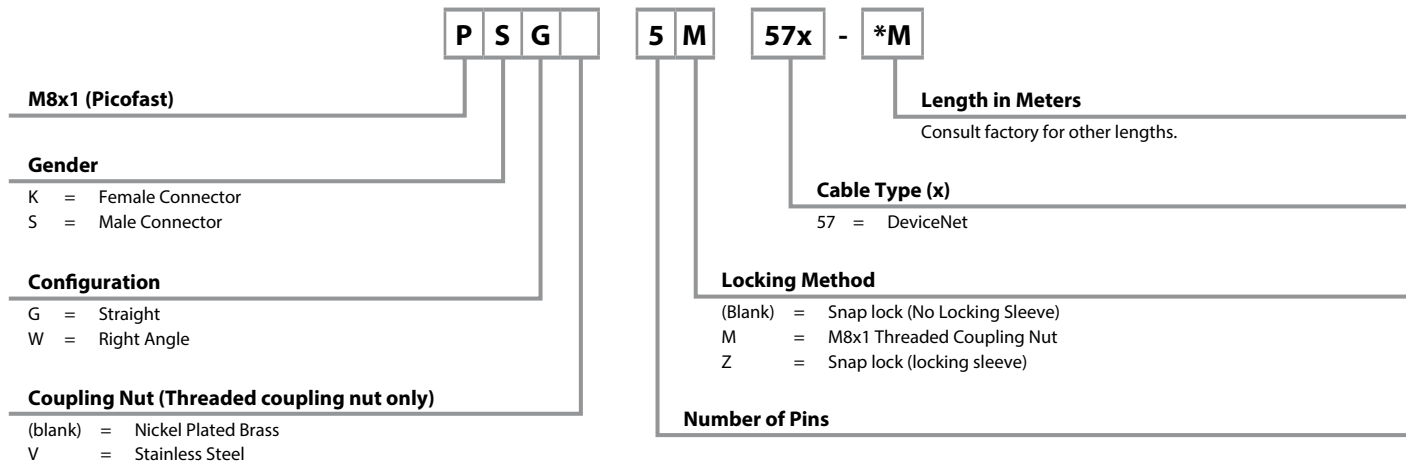 P S G 5 M 57x - *M
M8x1 (Picofast)
Gender
K = Female Connector
S = Male Connector
Configuration
G = Straight
W = Right Angle
Coupling Nut (Threaded coupling nut only)
(blank) = Nickel Plated Brass
V = Stainless Steel
Length in Meters
Consult factory for other lengths.
Cable Type (x)
57 = DeviceNet
Locking Method
(Blank) = Snap lock (No Locking Sleeve)
M = M8x1 Threaded Coupling Nut
Z = Snap lock (locking sleeve)
Number of Pins